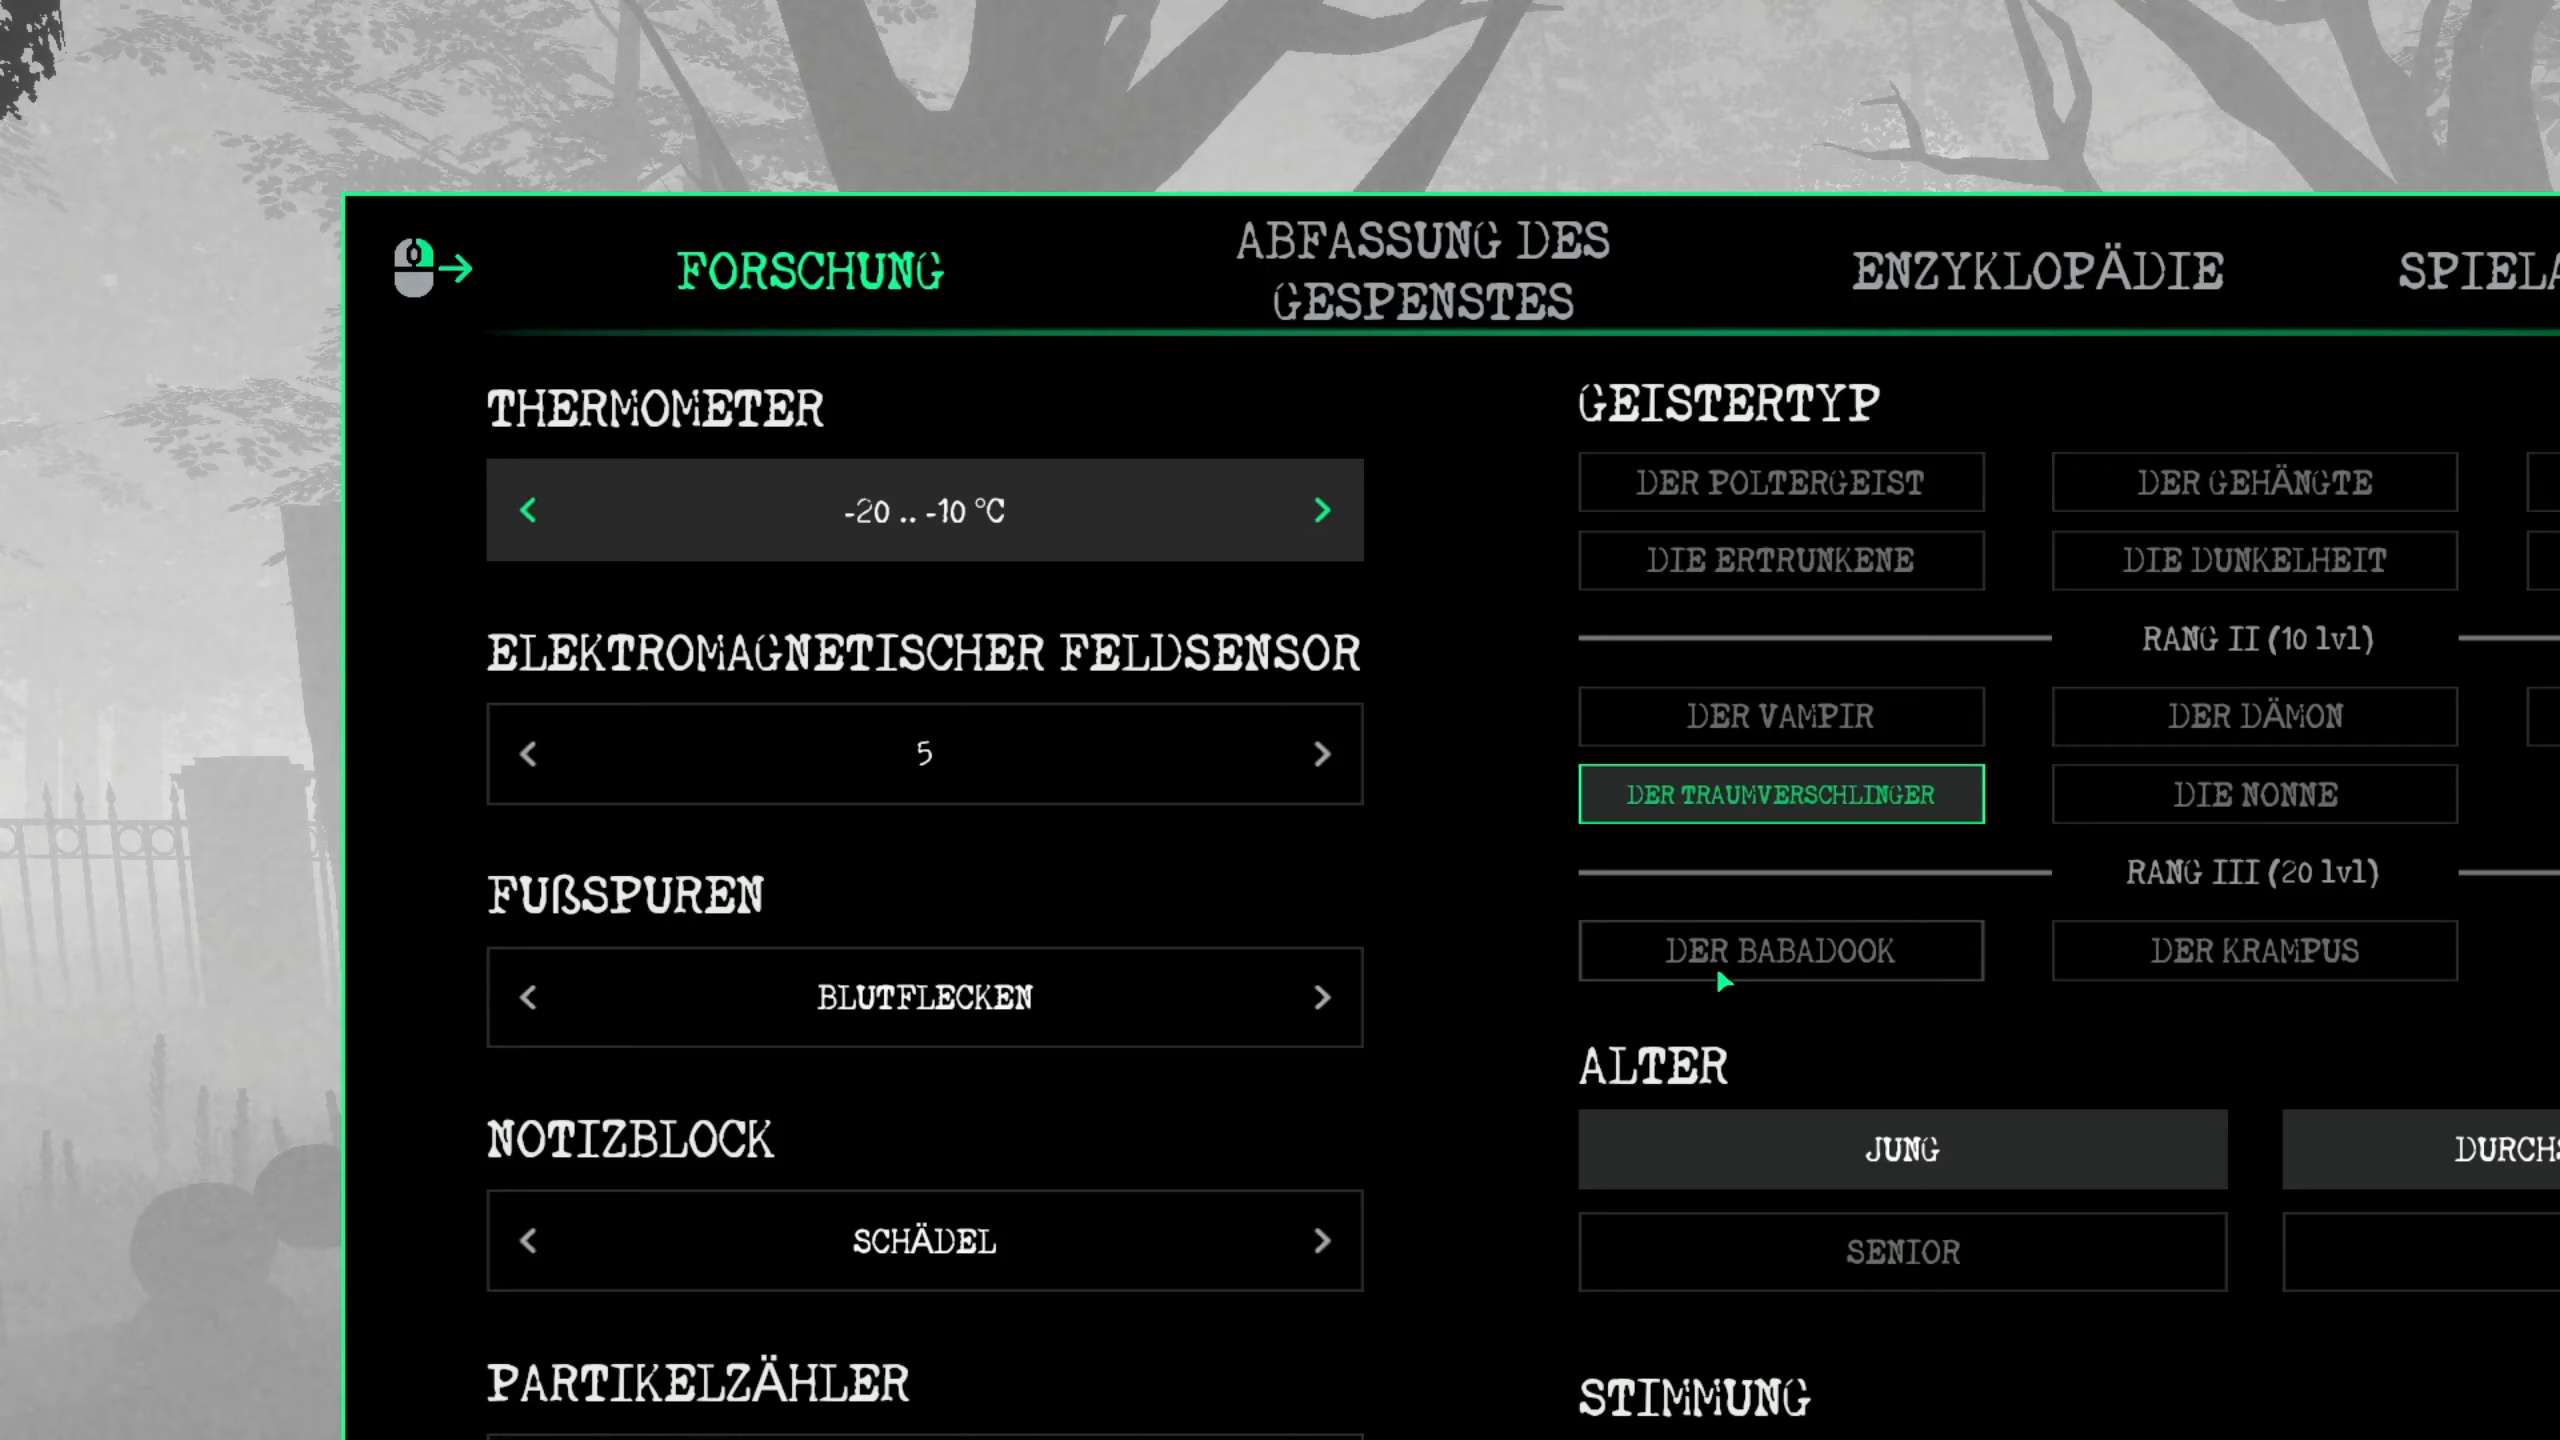 FORSCHUNG
ABFASSUNG DES
GESPENSTES
ENZYKLOPÄDIE
THERMOMETER
-20 .. -10 °C
ELEKTROMAGNETISCHER FELDSENSOR
5
FUßSPUREN
BLUTFLECKEN
NOTIZBLOCK
SCHÄDEL
PARTIKELZÄHLER
GEISTERTYP
DER POLTERGEIST
DER GEHÄNGTE
DIE ERTRUNKENE
DIE DUNKELHEIT
RANG II (10 lvl)
DER VAMPIR
DER DÄMON
DER TRAUMVERSCHLINGER
DIE NONNE
RANG III (20 lvl)
DER BABADOOK
DER KRAMPUS
ALTER
JUNG
SENIOR
STIMMUNG